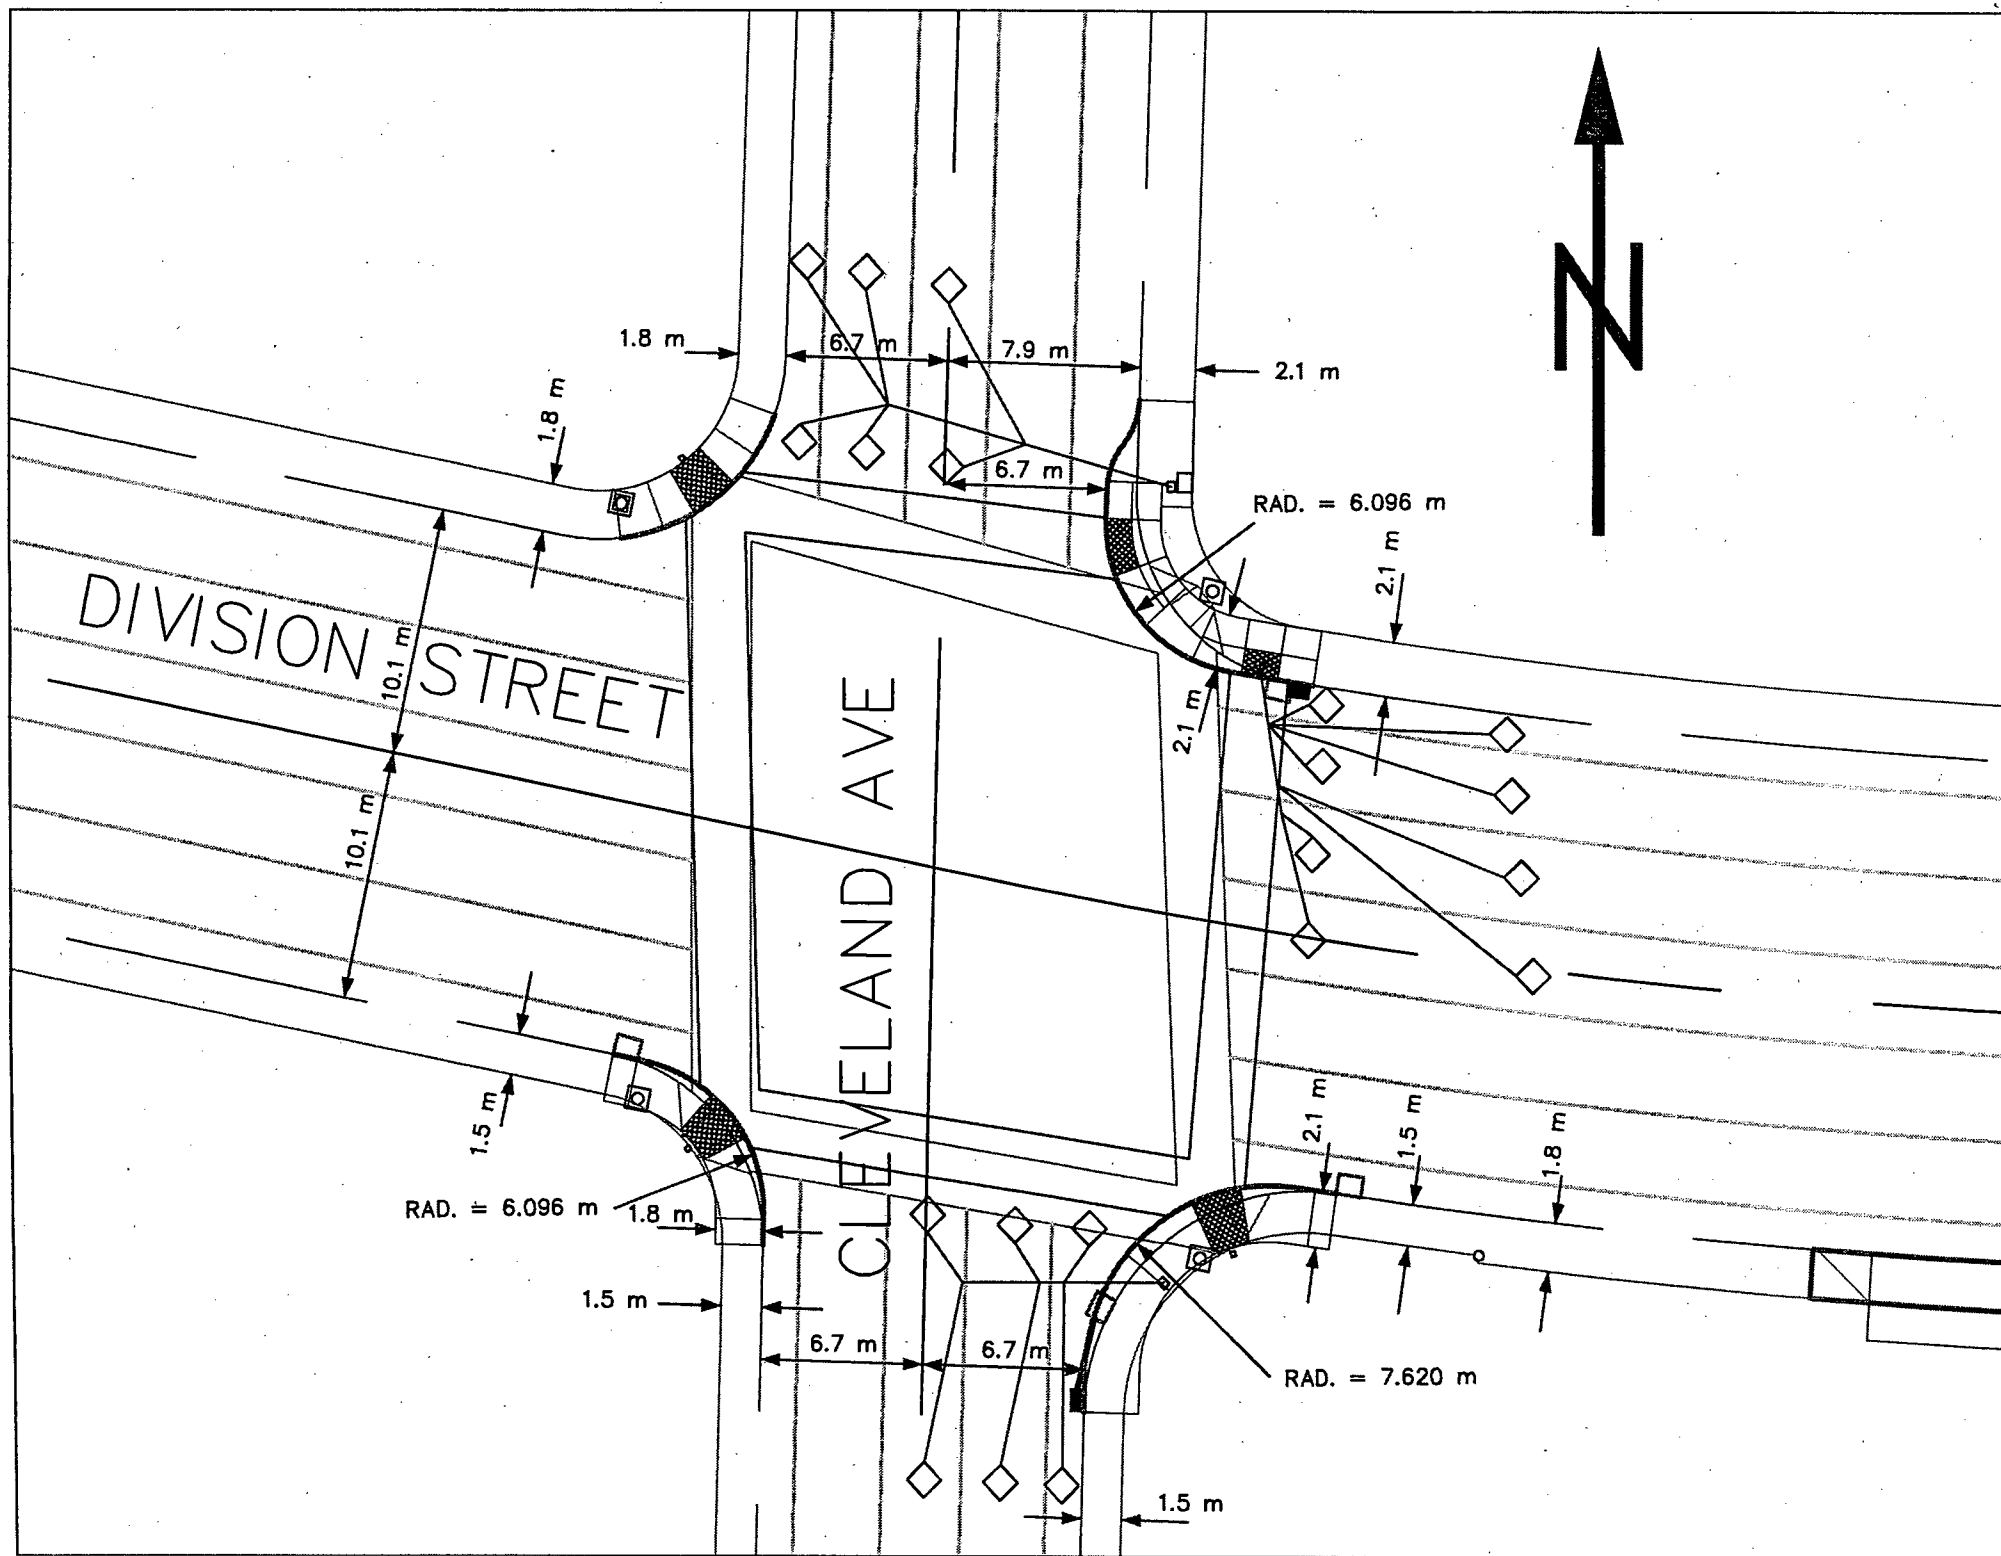 N
1.8 m
6.7 m
7.9 m
2.1 m
1.8 m
6.7 m
RAD. = 6.096 m
2.1 m
DIVISION STREET
10.1 m
2.1 m
CLEVELAND AVE
10.1 m
1.5 m
2.1 m
1.5 m
1.8 m
RAD. = 6.096 m
1.8 m
1.5 m
6.7 m
6.7 m
RAD. = 7.620 m
1.5 m